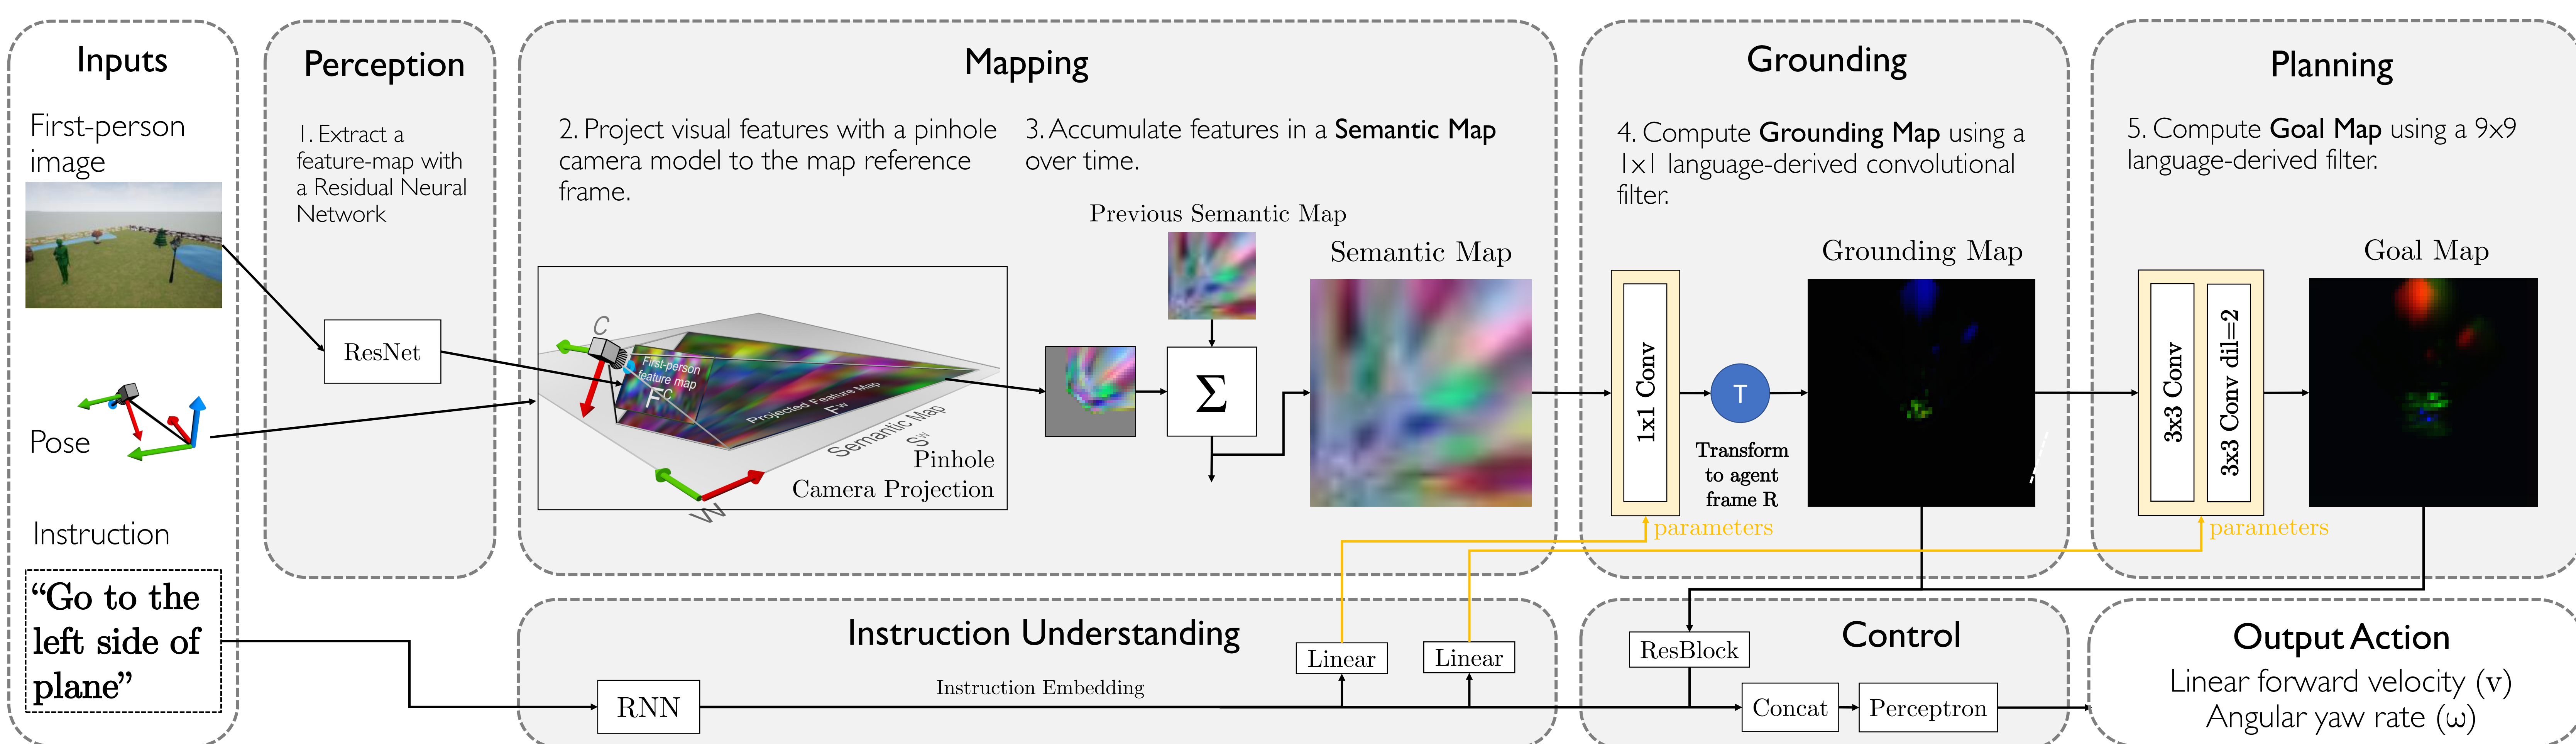 Inputs
First-person
image
Pose
Instruction
“Go to the
left side of
plane”
Perception
1. Extract a
feature-map with
a Residual Neural
Network
ResNet
Mapping
2. Project visual features with a pinhole
camera model to the map reference
frame.
3. Accumulate features in a Semantic Map
over time.
Previous Semantic Map
Semantic Map
C
First-person
feature map
F^C
Projected Feature Map
F^W
Semantic Map
S^W
W
Pinhole
Camera Projection
Σ
Grounding
4. Compute Grounding Map using a
1x1 language-derived convolutional
filter.
Grounding Map
1x1 Conv
T
Transform
to agent
frame R
parameters
Planning
5. Compute Goal Map using a 9x9
language-derived filter.
Goal Map
3x3 Conv
3x3 Conv dil=2
parameters
Instruction Understanding
RNN
Instruction Embedding
Linear
Linear
Control
ResBlock
Concat
Perceptron
Output Action
Linear forward velocity (v)
Angular yaw rate (ω)